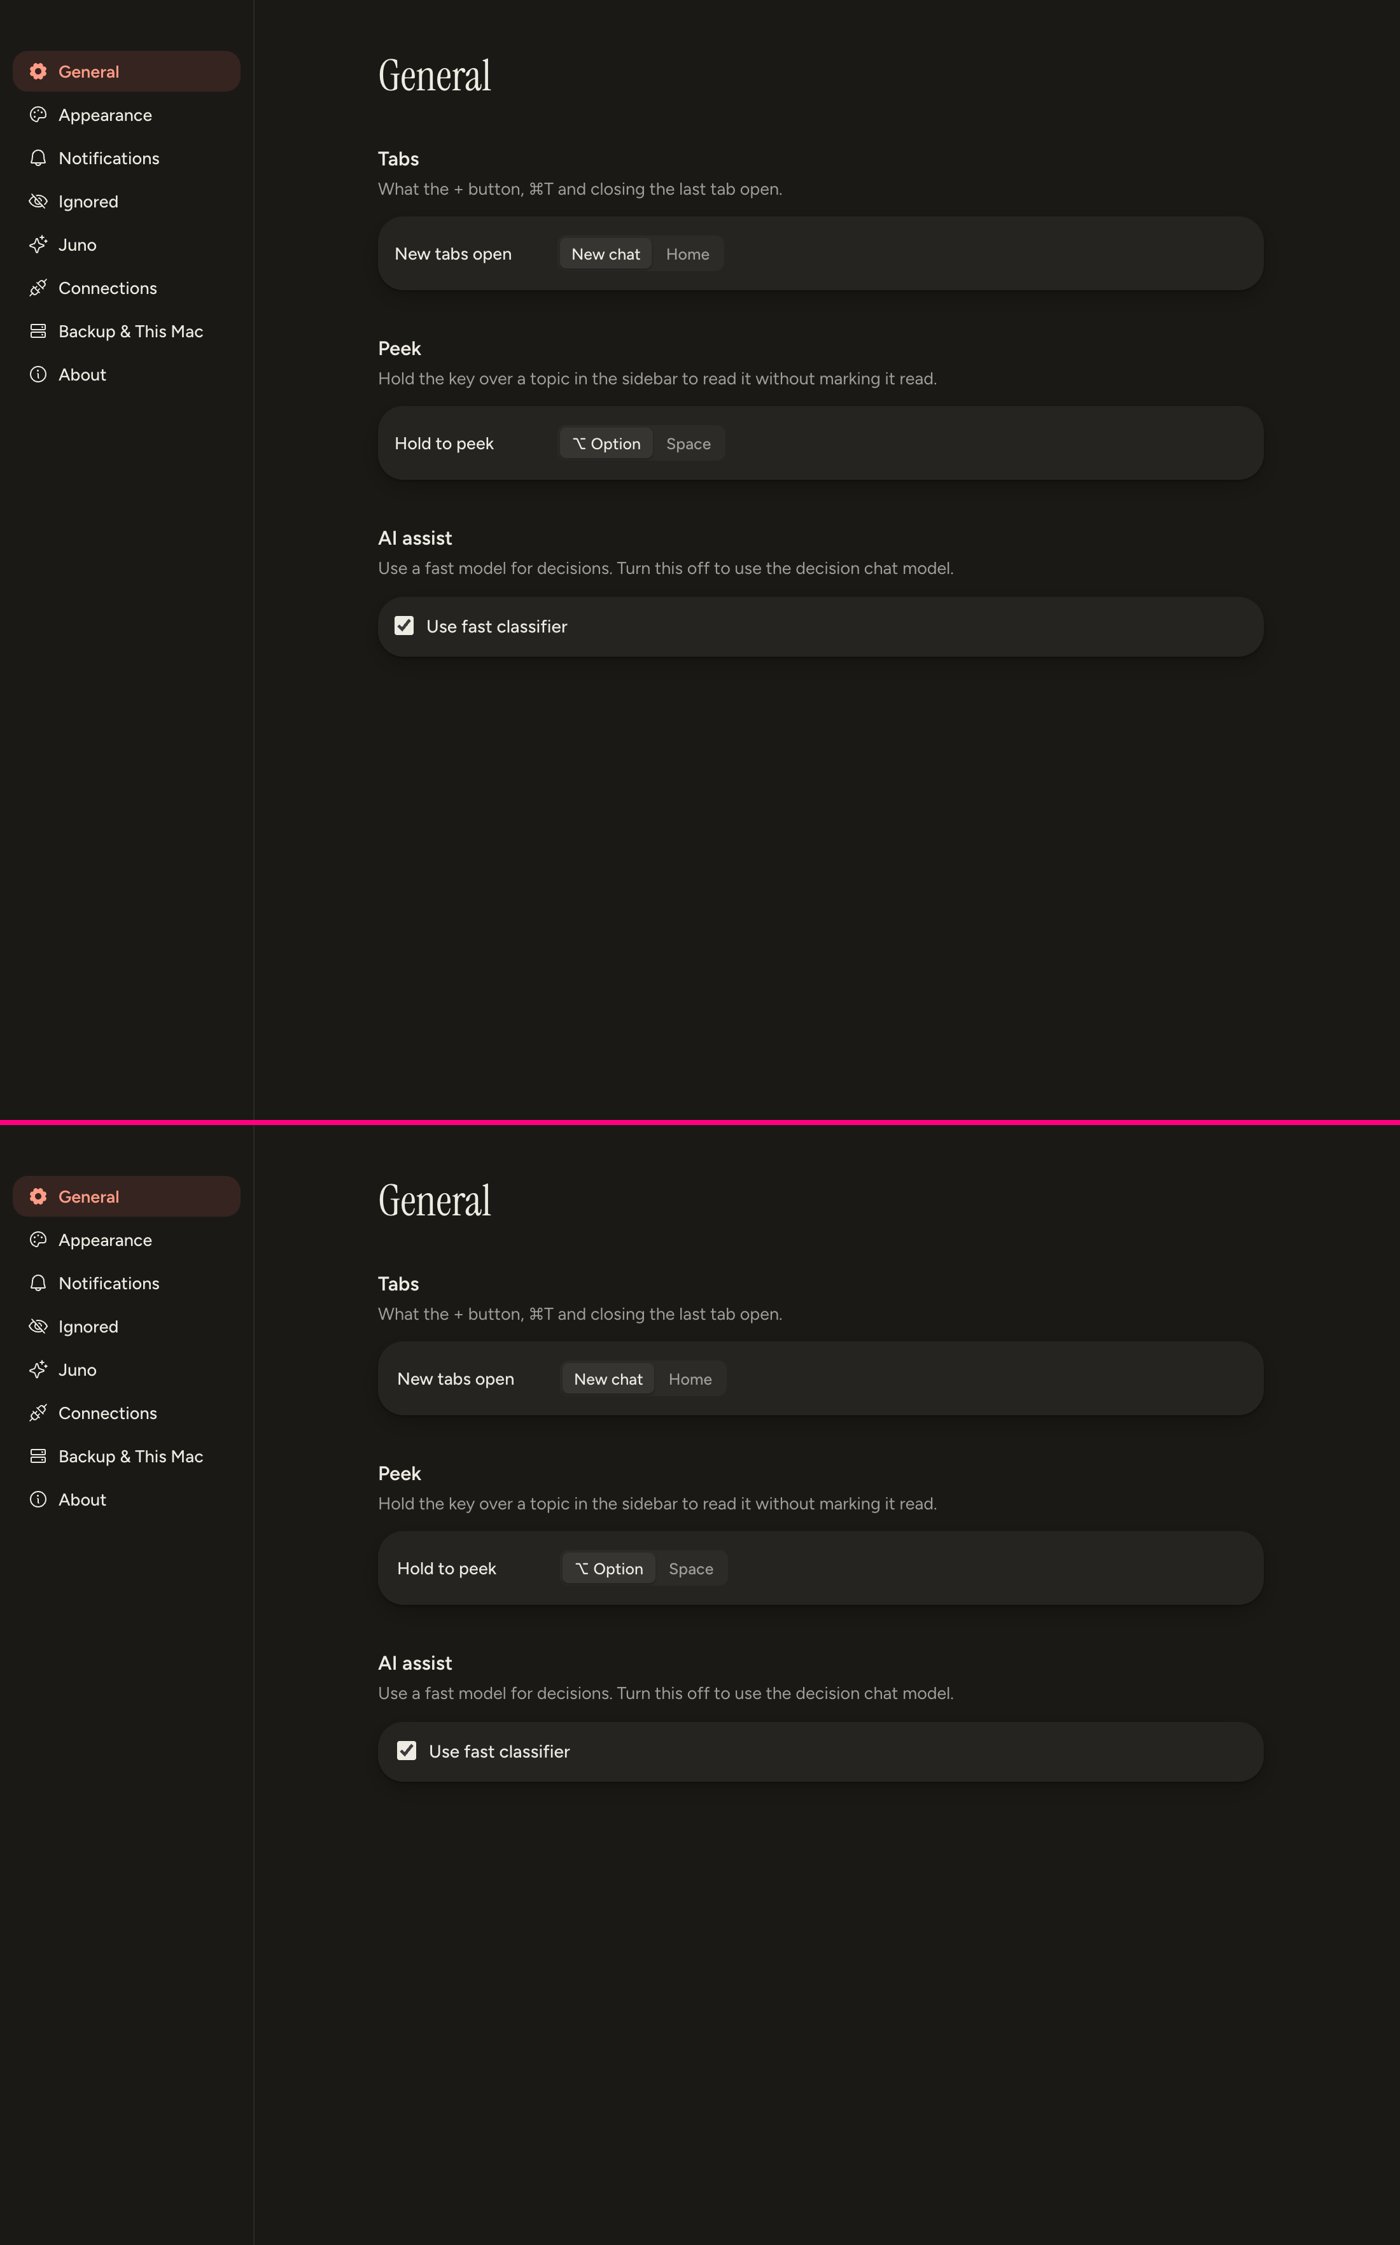 General
Appearance
Notifications
Ignored
Juno
Connections
Backup & This Mac
About
General
Tabs
What the + button, ⌘T and closing the last tab open.
New tabs open New chat Home
Peek
Hold the key over a topic in the sidebar to read it without marking it read.
Hold to peek ⌥ Option Space
AI assist
Use a fast model for decisions. Turn this off to use the decision chat model.
Use fast classifier
General
Appearance
Notifications
Ignored
Juno
Connections
Backup & This Mac
About
General
Tabs
What the + button, ⌘T and closing the last tab open.
New tabs open New chat Home
Peek
Hold the key over a topic in the sidebar to read it without marking it read.
Hold to peek ⌥ Option Space
AI assist
Use a fast model for decisions. Turn this off to use the decision chat model.
Use fast classifier